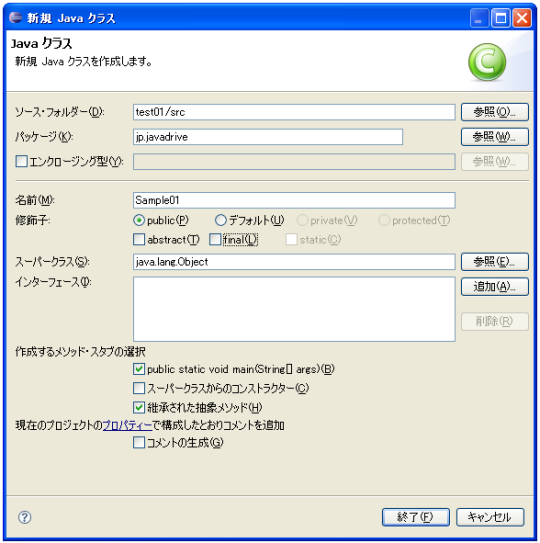 新規 Java クラス
Java クラス
新規 Java クラスを作成します。
C
ソース・フォルダー(D): test01/src 参照(O)...
パッケージ(K): jp.javadrive 参照(W)...
エンクロージング型(Y): 参照(W)...
名前(M): Sample01
修飾子: public(P) デフォルト(U) private(V) protected(T)
abstract(T) final(L) static(C)
スーパークラス(S): java.lang.Object 参照(E)...
インターフェース(I): 追加(A)...
削除(R)
作成するメソッド・スタブの選択
public static void main(String[] args)(B)
スーパークラスからのコンストラクター(C)
継承された抽象メソッド(H)
現在のプロジェクトのプロパティーで構成したとおりコメントを追加
コメントの生成(G)
? 終了(F) キャンセル